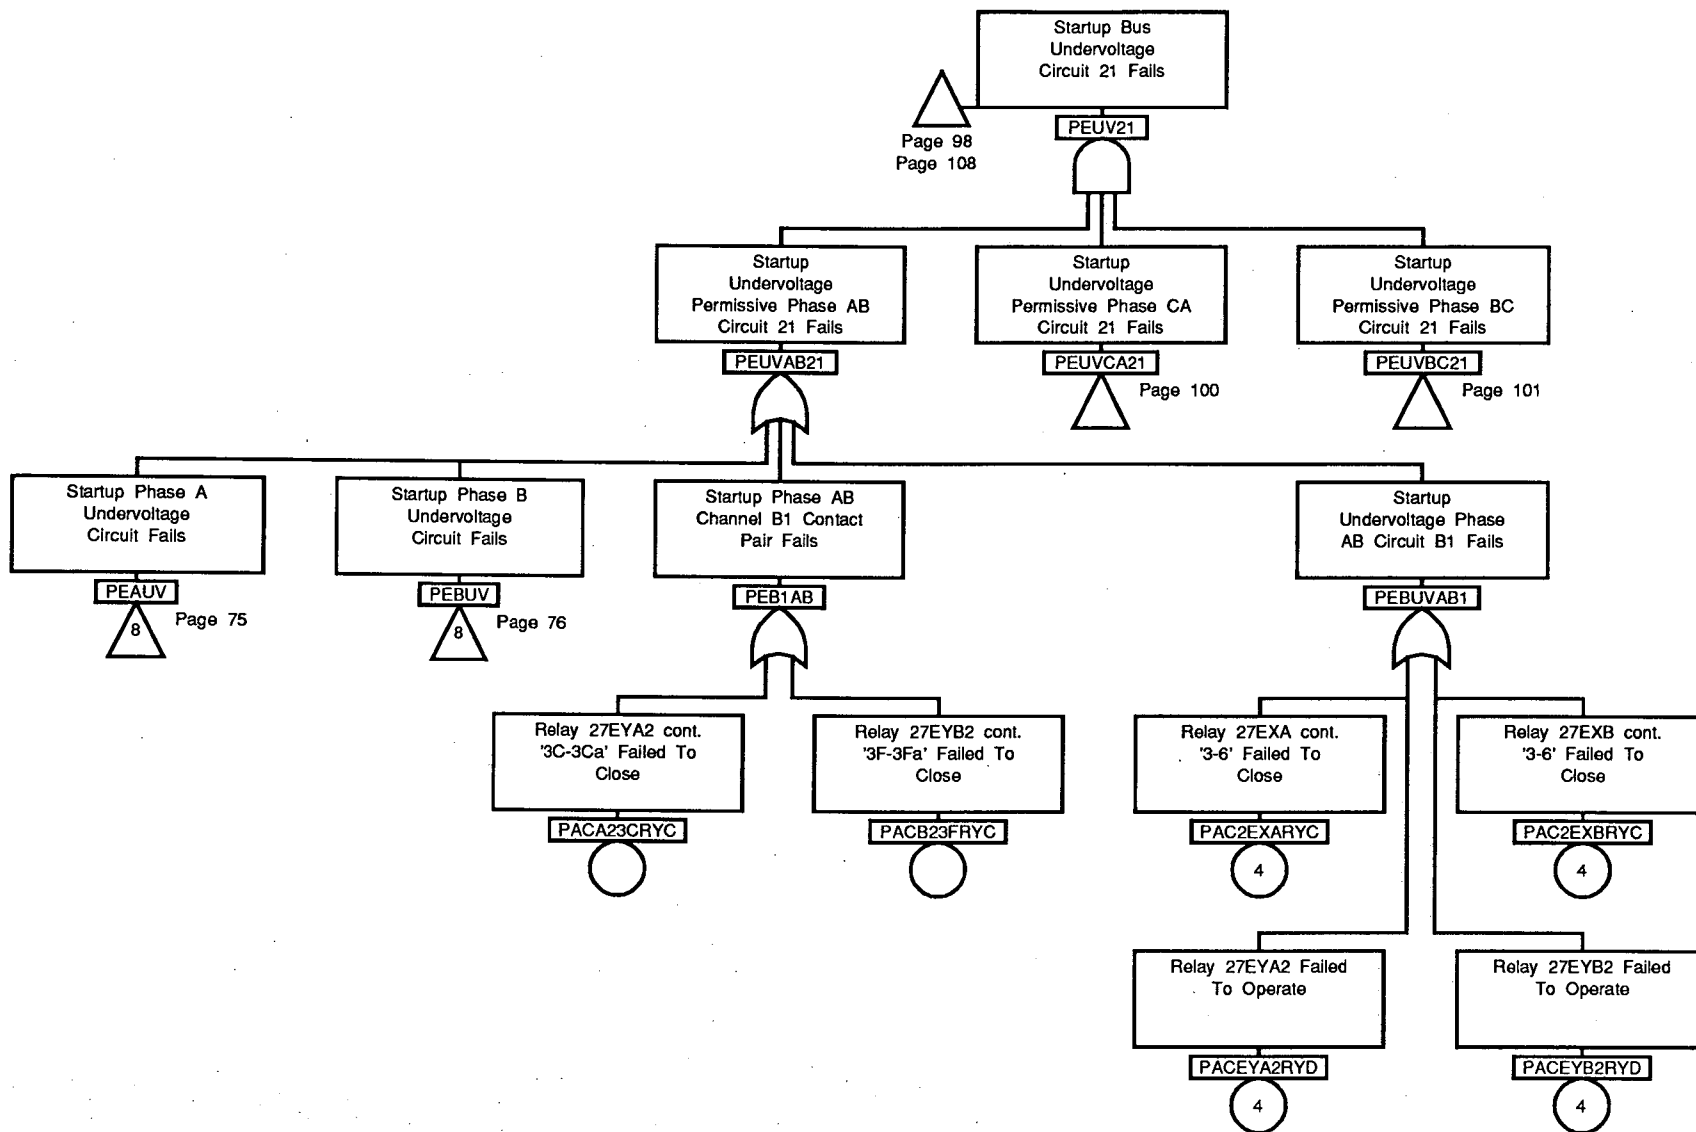 Startup Bus
Undervoltage
Circuit 21 Fails
PEUV21
Page 98
Page 108
Startup
Undervoltage
Permissive Phase AB
Circuit 21 Fails
PEUVAB21
Startup
Undervoltage
Permissive Phase CA
Circuit 21 Fails
PEUVCA21
Page 100
Startup
Undervoltage
Permissive Phase BC
Circuit 21 Fails
PEUVBC21
Page 101
Startup Phase A
Undervoltage
Circuit Fails
PEAUV
8
Page 75
Startup Phase B
Undervoltage
Circuit Fails
PEBUV
8
Page 76
Startup Phase AB
Channel B1 Contact
Pair Fails
PEB1AB
Startup
Undervoltage Phase
AB Circuit B1 Fails
PEBUVAB1
Relay 27EYA2 cont.
'3C-3Ca' Failed To
Close
PACA23CRYC
Relay 27EYB2 cont.
'3F-3Fa' Failed To
Close
PACB23FRYC
Relay 27EXA cont.
'3-6' Failed To
Close
PAC2EXARYC
4
Relay 27EXB cont.
'3-6' Failed To
Close
PAC2EXBRYC
4
Relay 27EYA2 Failed
To Operate
PACEYA2RYD
4
Relay 27EYB2 Failed
To Operate
PACEYB2RYD
4